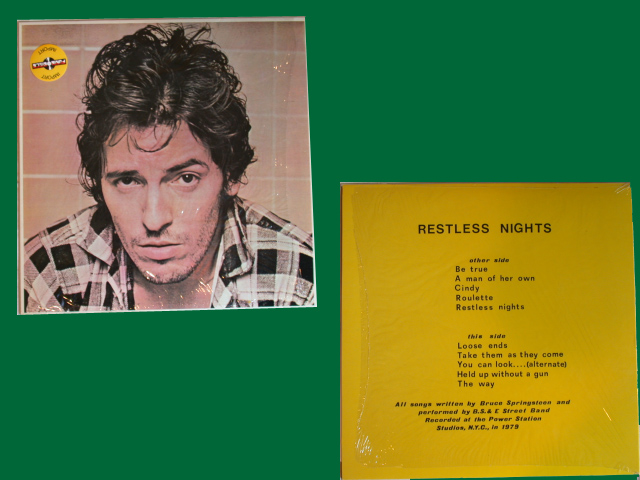 RESTLESS NIGHTS
other side
Be true
A man of her own
Cindy
Roulette
Restless nights
this side
Loose ends
Take them as they come
You can look....(alternate)
Held up without a gun
The way
All songs written by Bruce Springsteen and
performed by B.S.& E Street Band
Recorded at the Power Station
Studios, N.Y.C., in 1979